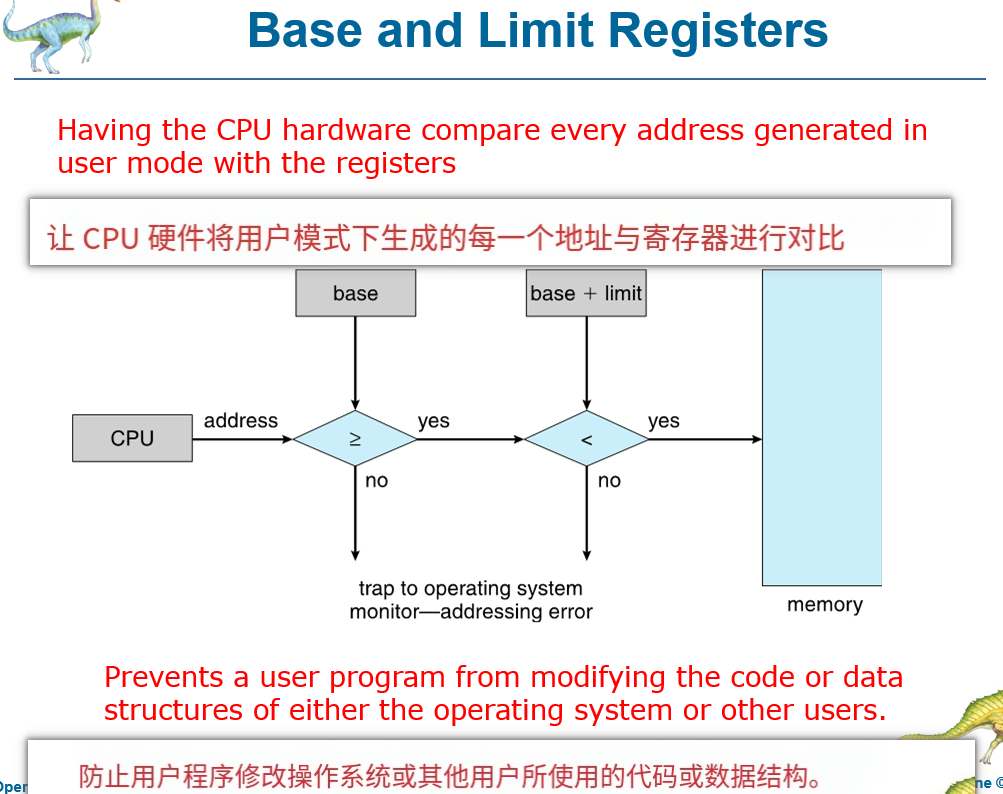 Base and Limit Registers
Having the CPU hardware compare every address generated in
user mode with the registers
让 CPU 硬件将用户模式下生成的每一个地址与寄存器进行对比
base
base + limit
CPU
address
≥
yes
<
yes
no
no
trap to operating system
monitor—addressing error
memory
Prevents a user program from modifying the code or data
structures of either the operating system or other users.
防止用户程序修改操作系统或其他用户所使用的代码或数据结构。